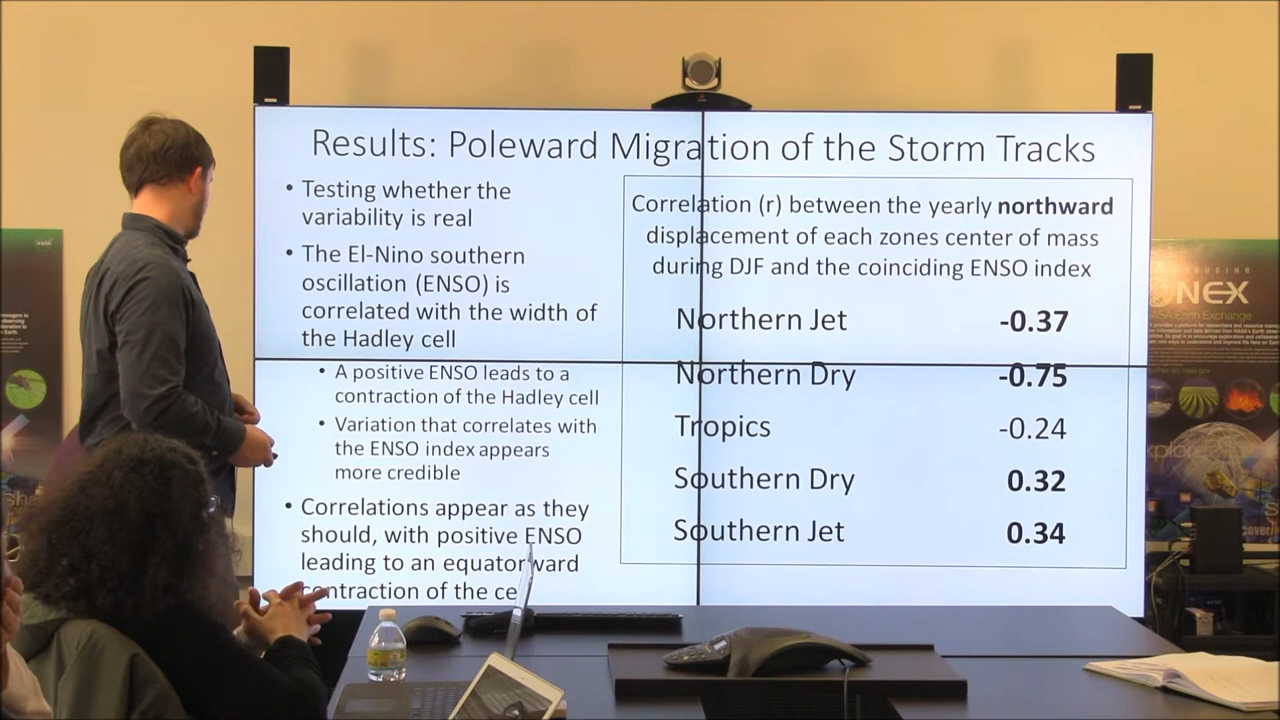 Results: Poleward Migration of the Storm Tracks
• Testing whether the
variability is real
• The El-Nino southern
oscillation (ENSO) is
correlated with the width of
the Hadley cell
• A positive ENSO leads to a
contraction of the Hadley cell
• Variation that correlates with
the ENSO index appears
more credible
• Correlations appear as they
should, with positive ENSO
leading to an equatorward
contraction of the
Correlation (r) between the yearly northward
displacement of each zones center of mass
during DJF and the coinciding ENSO index
Northern Jet -0.37
Northern Dry -0.75
Tropics -0.24
Southern Dry 0.32
Southern Jet 0.34
NEX
Earth Exchange